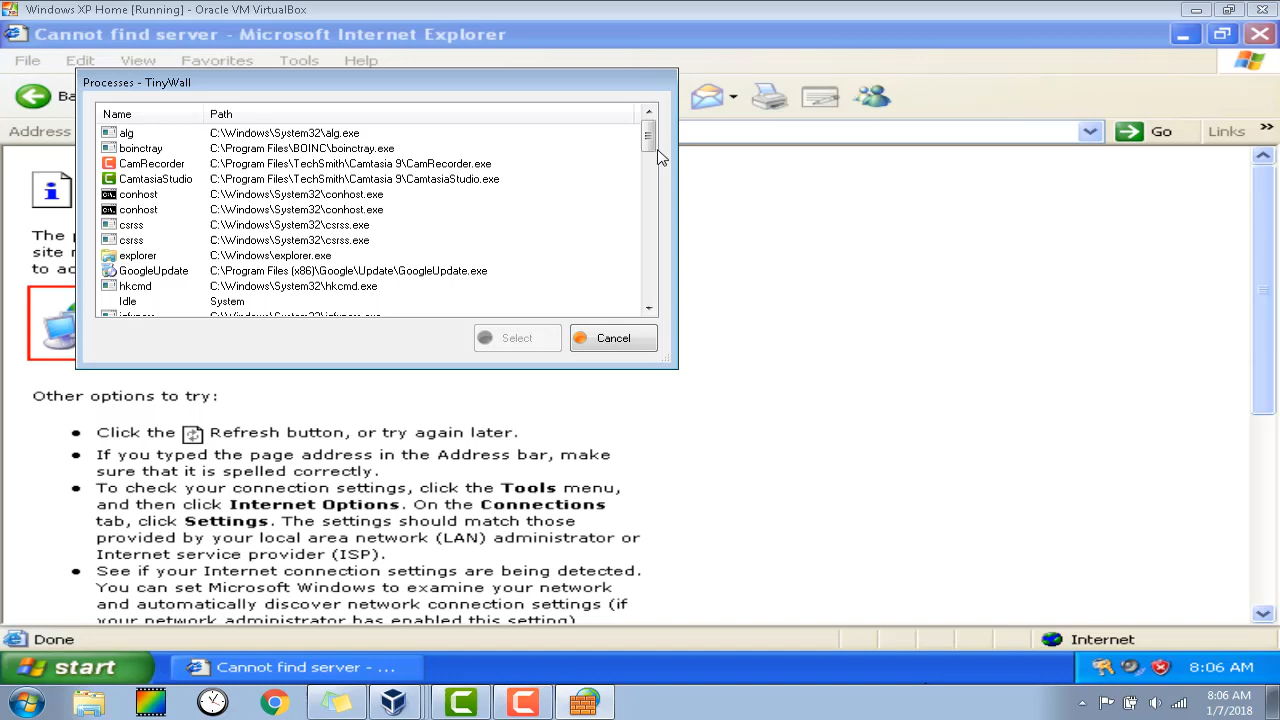 Windows XP Home [Running] - Oracle VM VirtualBox
Cannot find server - Microsoft Internet Explorer
File Edit View Favorites Tools Help
Processes - TinyWall
Ba
Address
Go
Links »
Name Path
alg C:\Windows\System32\alg.exe
boinctray C:\Program Files\BOINC\boinctray.exe
CamRecorder C:\Program Files\TechSmith\Camtasia 9\CamRecorder.exe
CamtasiaStudio C:\Program Files\TechSmith\Camtasia 9\CamtasiaStudio.exe
conhost C:\Windows\System32\conhost.exe
conhost C:\Windows\System32\conhost.exe
csrss C:\Windows\System32\csrss.exe
csrss C:\Windows\System32\csrss.exe
explorer C:\Windows\explorer.exe
GoogleUpdate C:\Program Files (x86)\Google\Update\GoogleUpdate.exe
hkcmd C:\Windows\System32\hkcmd.exe
Idle System
Select Cancel
The
site
to ac
Other options to try:
Click the Refresh button, or try again later.
If you typed the page address in the Address bar, make
sure that it is spelled correctly.
To check your connection settings, click the Tools menu,
and then click Internet Options. On the Connections
tab, click Settings. The settings should match those
provided by your local area network (LAN) administrator or
Internet service provider (ISP).
See if your Internet connection settings are being detected.
You can set Microsoft Windows to examine your network
and automatically discover network connection settings (if
your network administrator has enabled this setting)
Done
Internet
start
Cannot find server - ...
8:06 AM
8:06 AM
1/7/2018